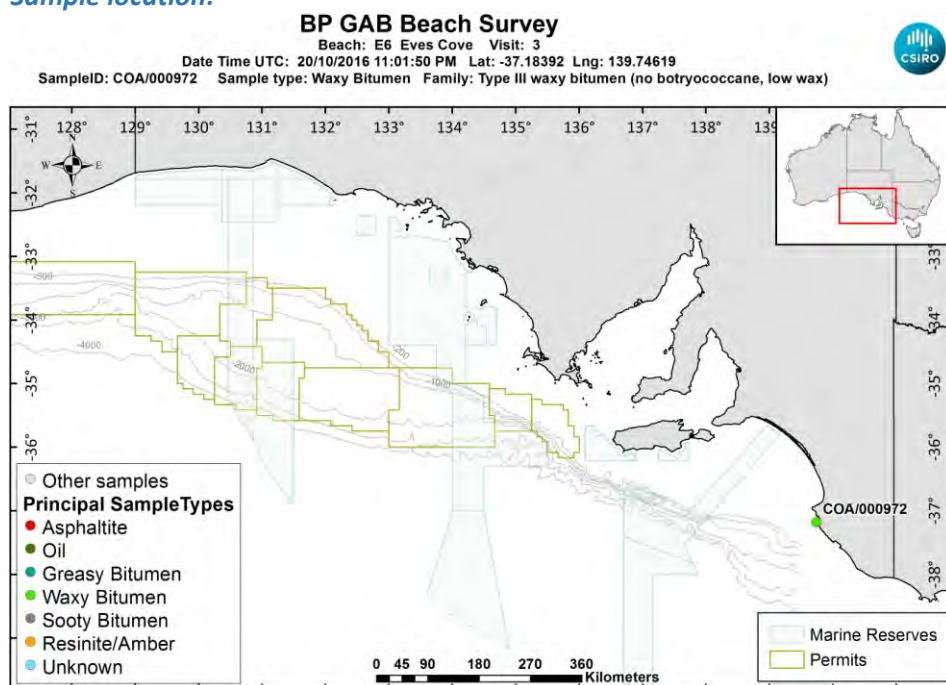 Sample location:
BP GAB Beach Survey
Beach: E6 Eves Cove Visit: 3
Date Time UTC: 20/10/2016 11:01:50 PM Lat: -37.18392 Lng: 139.74619
SampleID: COA/000972 Sample type: Waxy Bitumen Family: Type III waxy bitumen (no botryococcane, low wax)
CSIRO
128° 129° 130° 131° 132° 133° 134° 135° 136° 137° 138° 139
-31°
-32°
-33°
-34°
-35°
-36°
-37°
-38°
N
W E
S
-33°
-34°
-35°
-36°
-37°
-38°
-200
-1000
-2000
-4000
COA/000972
Other samples
Principal SampleTypes
Asphaltite
Oil
Greasy Bitumen
Waxy Bitumen
Sooty Bitumen
Resinite/Amber
Unknown
0 45 90 180 270 360
Kilometers
Marine Reserves
Permits